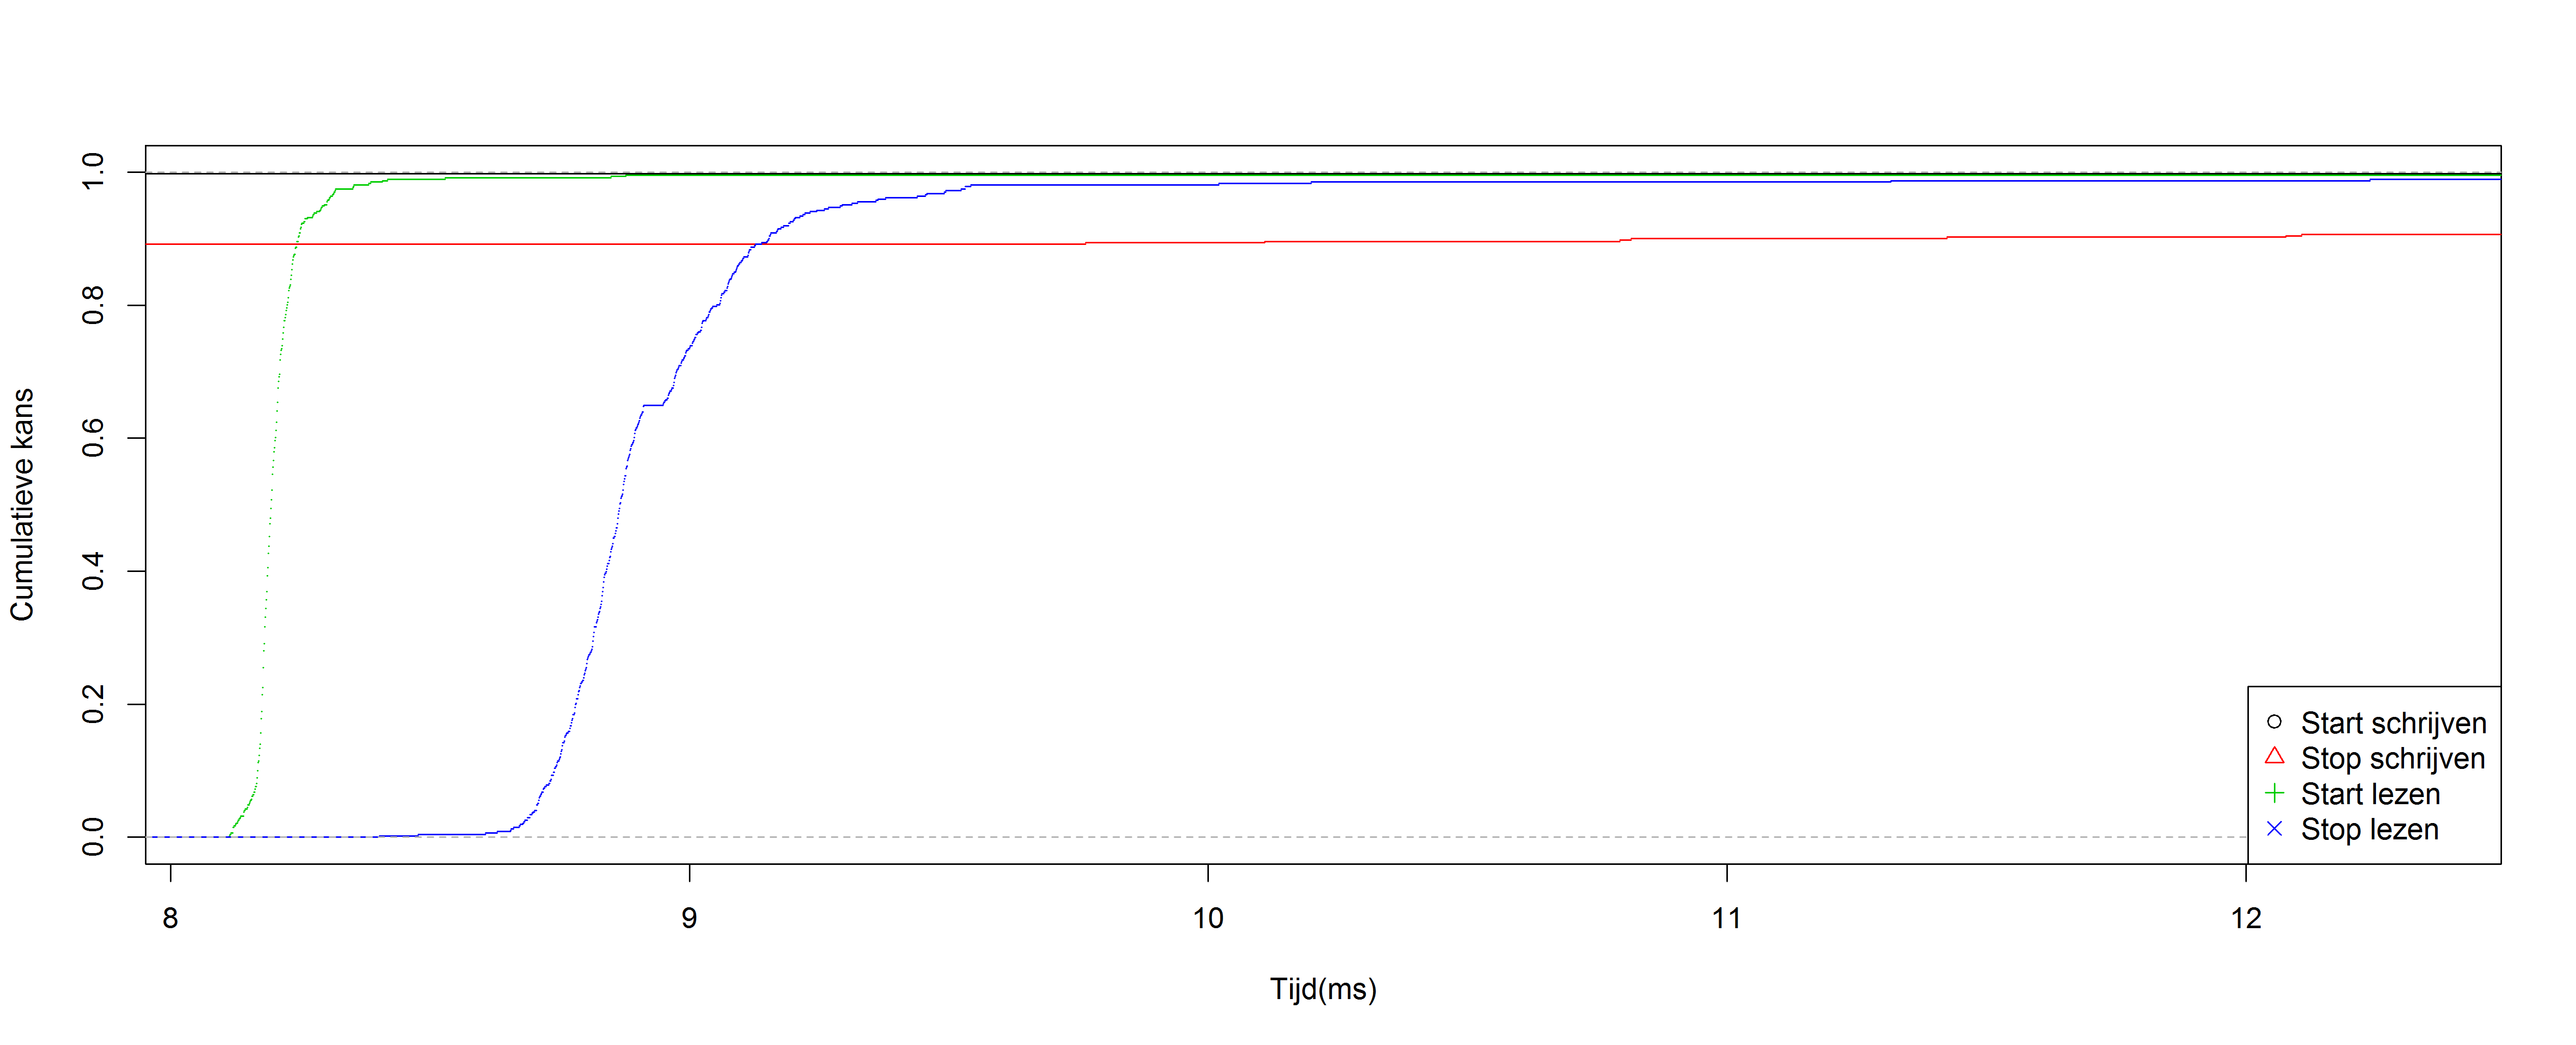 Cumulatieve kans
1.0
0.8
0.6
0.4
0.2
0.0
Start schrijven
Stop schrijven
Start lezen
Stop lezen
8 9 10 11 12
Tijd(ms)